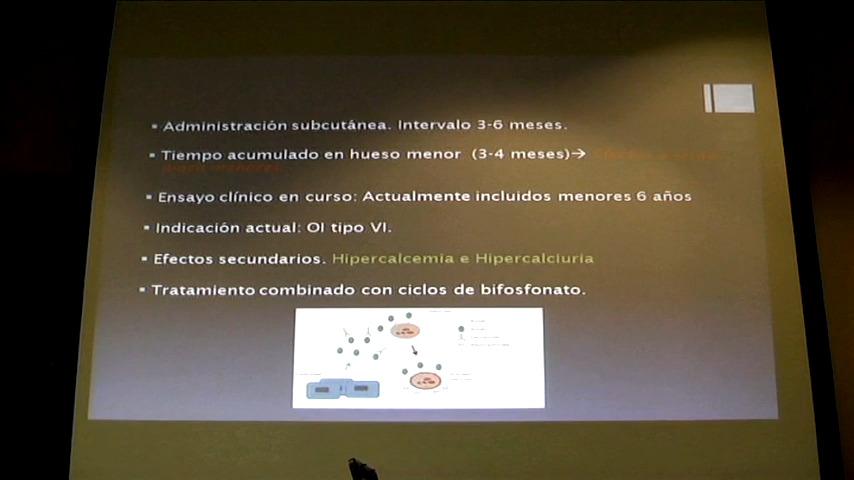 ▪ Administración subcutánea. Intervalo 3-6 meses.
▪ Tiempo acumulado en hueso menor (3-4 meses)→
▪ Ensayo clínico en curso: Actualmente incluidos menores 6 años
▪ Indicación actual: OI tipo VI.
▪ Efectos secundarios. Hipercalcemia e Hipercalciuria
▪ Tratamiento combinado con ciclos de bifosfonato.